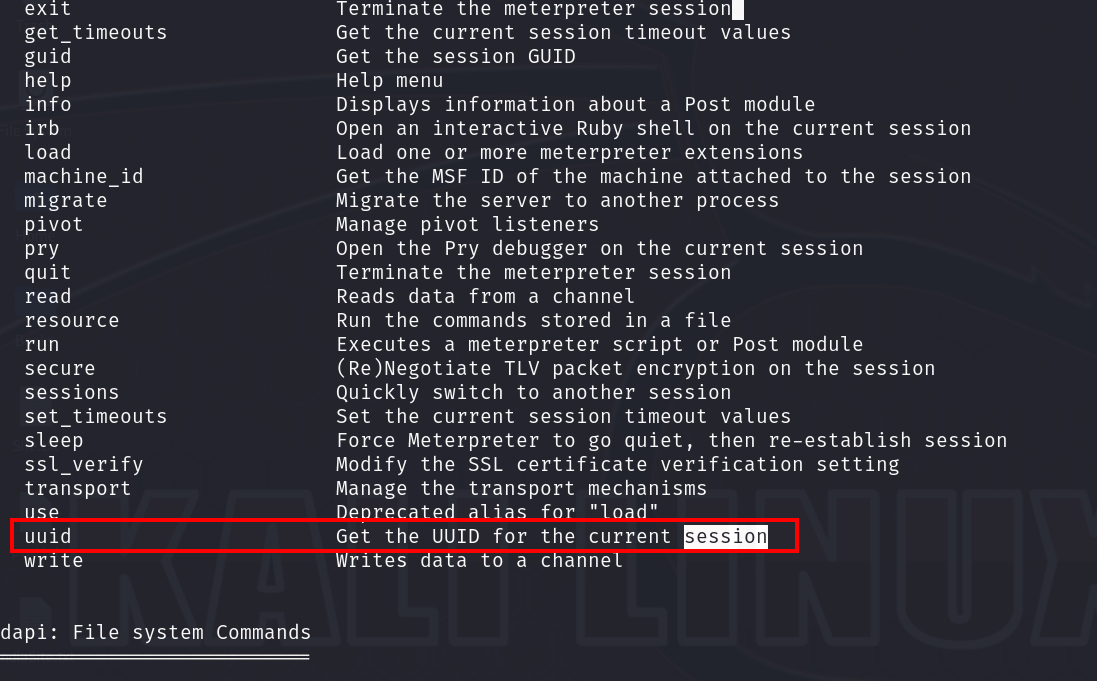 exit Terminate the meterpreter session
get_timeouts Get the current session timeout values
guid Get the session GUID
help Help menu
info Displays information about a Post module
irb Open an interactive Ruby shell on the current session
load Load one or more meterpreter extensions
machine_id Get the MSF ID of the machine attached to the session
migrate Migrate the server to another process
pivot Manage pivot listeners
pry Open the Pry debugger on the current session
quit Terminate the meterpreter session
read Reads data from a channel
resource Run the commands stored in a file
run Executes a meterpreter script or Post module
secure (Re)Negotiate TLV packet encryption on the session
sessions Quickly switch to another session
set_timeouts Set the current session timeout values
sleep Force Meterpreter to go quiet, then re-establish session
ssl_verify Modify the SSL certificate verification setting
transport Manage the transport mechanisms
use Deprecated alias for "load"
uuid Get the UUID for the current session
write Writes data to a channel
KALI LINUX
dapi: File system Commands